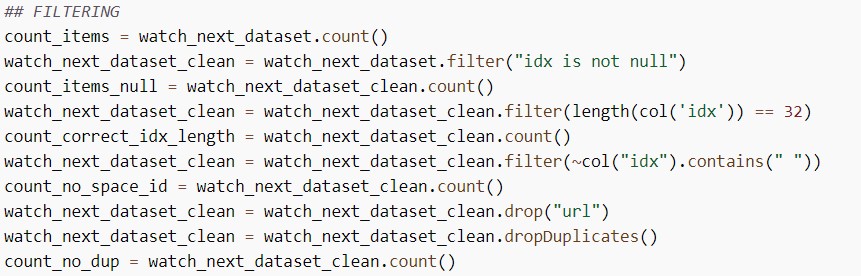 ## FILTERING
count_items = watch_next_dataset.count()
watch_next_dataset_clean = watch_next_dataset.filter("idx is not null")
count_items_null = watch_next_dataset_clean.count()
watch_next_dataset_clean = watch_next_dataset_clean.filter(length(col('idx')) == 32)
count_correct_idx_length = watch_next_dataset_clean.count()
watch_next_dataset_clean = watch_next_dataset_clean.filter(~col("idx").contains(" "))
count_no_space_id = watch_next_dataset_clean.count()
watch_next_dataset_clean = watch_next_dataset_clean.drop("url")
watch_next_dataset_clean = watch_next_dataset_clean.dropDuplicates()
count_no_dup = watch_next_dataset_clean.count()